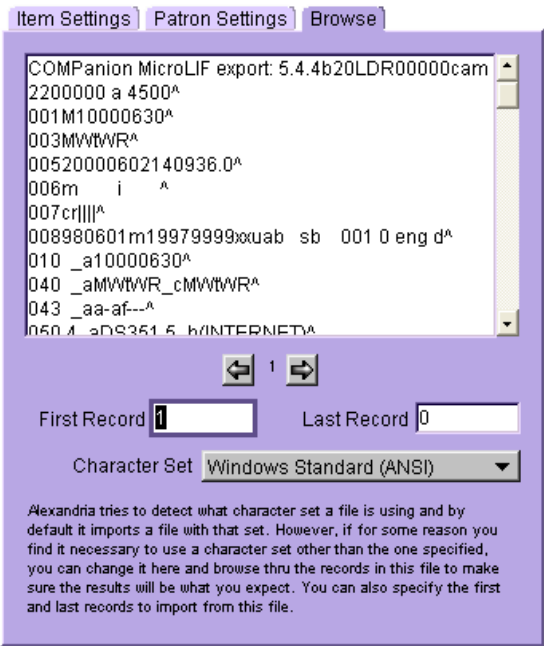 Item Settings Patron Settings Browse
COMPanion MicroLIF export: 5.4.4b20LDR00000cam
2200000 a 4500^
001M10000630^
003MWtWR^
00520000602140936.0^
006m i ^
007cr||||^
008980601m19979999xxuab sb 001 0 eng d^
010 _a10000630^
040 _aMWtWR_cMWtWR^
043 _aa-af---^
050 4_aDS351.5_b(INTERNET)^
1
First Record 1 Last Record 0
Character Set Windows Standard (ANSI)
Alexandria tries to detect what character set a file is using and by
default it imports a file with that set. However, if for some reason you
find it necessary to use a character set other than the one specified,
you can change it here and browse thru the records in this file to make
sure the results will be what you expect. You can also specify the first
and last records to import from this file.